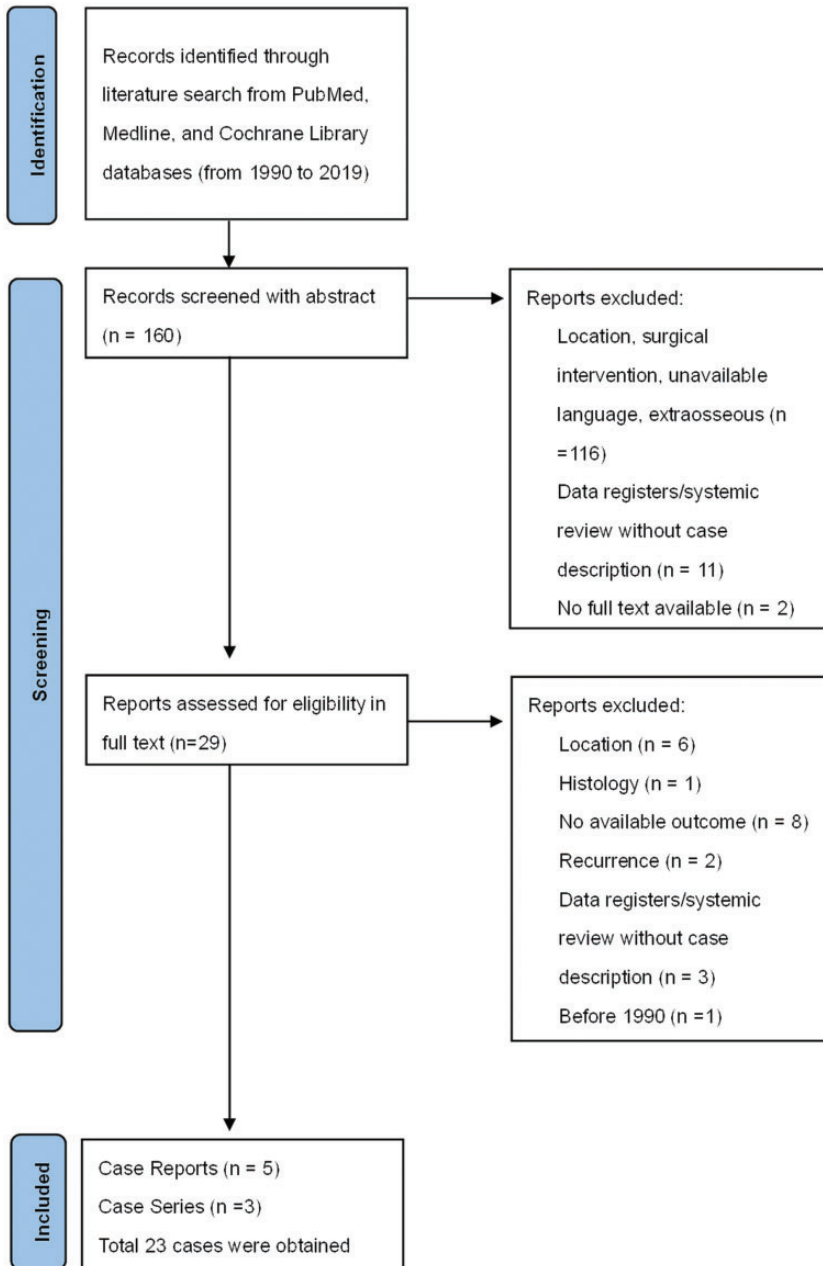 Identification
Records identified through
literature search from PubMed,
Medline, and Cochrane Library
databases (from 1990 to 2019)
Screening
Records screened with abstract
(n = 160)
Reports excluded:
Location, surgical
intervention, unavailable
language, extraosseous (n
=116)
Data registers/systemic
review without case
description (n = 11)
No full text available (n = 2)
Reports assessed for eligibility in
full text (n=29)
Reports excluded:
Location (n = 6)
Histology (n = 1)
No available outcome (n = 8)
Recurrence (n = 2)
Data registers/systemic
review without case
description (n = 3)
Before 1990 (n =1)
Included
Case Reports (n = 5)
Case Series (n =3)
Total 23 cases were obtained